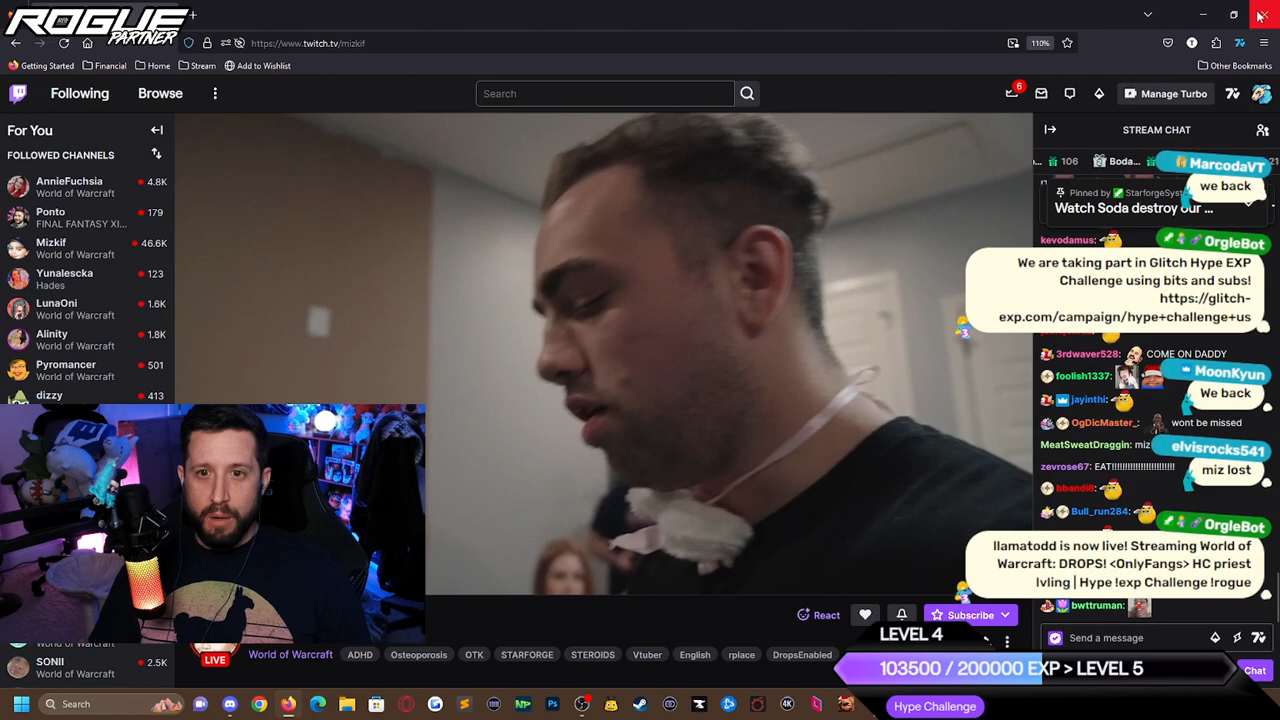 ROGUE
PARTNER
https://www.twitch.tv/mizkif
110%
Getting Started
Financial
Home
Stream
Add to Wishlist
Other Bookmarks
Following
Browse
Search
6
Manage Turbo
For You
FOLLOWED CHANNELS
AnnieFuchsia
4.8K
World of Warcraft
Ponto
179
FINAL FANTASY XI...
Mizkif
46.6K
World of Warcraft
Yunalescka
123
Hades
LunaOni
1.6K
World of Warcraft
Alinity
1.8K
World of Warcraft
Pyromancer
501
World of Warcraft
dizzy
413
SONII
2.5K
World of Warcraft
STREAM CHAT
106
Boda...
21
MarcodaVT
we back
Pinned by StarforgeSyst
Watch Soda destroy our ...
kevodamus:
OrgleBot
We are taking part in Glitch Hype EXP
Challenge using bits and subs!
https://glitch-
exp.com/campaign/hype+challenge+us
3rdwaver528: COME ON DADDY
foolish1337:
MoonKyun
We back
jayinthi:
OgDicMaster_: wont be missed
MeatSweatDraggin: miz
elvisrocks541
miz lost
zevrose67: EAT!!!!!!!!!!!!!!!!!!!!!!!!
bbandi8:
Bull_run284:
OrgleBot
llamatodd is now live! Streaming World of
Warcraft: DROPS! <OnlyFangs> HC priest
lvling | Hype !exp Challenge !rogue
bwttruman:
React
Subscribe
Send a message
Chat
LIVE
World of Warcraft
ADHD
Osteoporosis
OTK
STARFORGE
STEROIDS
Vtuber
English
rplace
DropsEnabled
LEVEL 4
103500 / 200000 EXP > LEVEL 5
Hype Challenge
Search